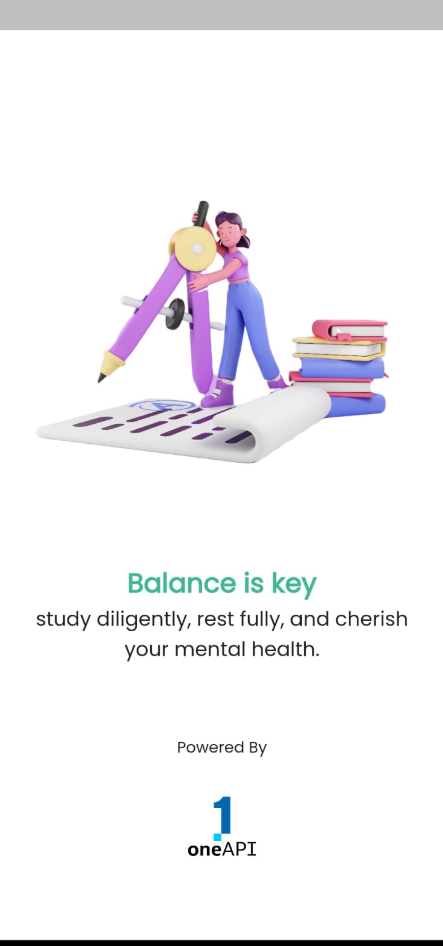 Balance is key
study diligently, rest fully, and cherish
your mental health.
Powered By
1
oneAPI